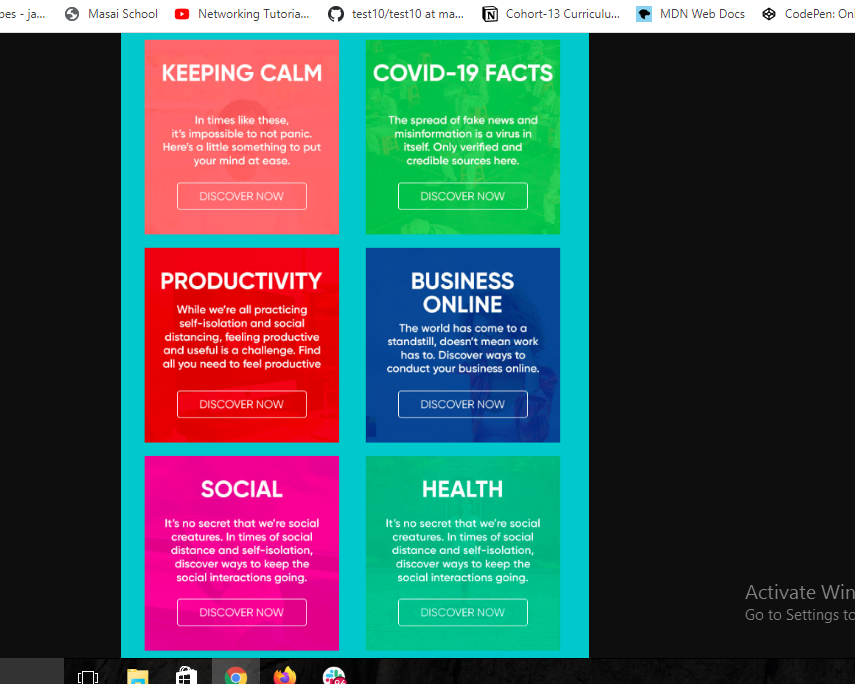 pes - ja...
Masai School
Networking Tutoria...
test10/test10 at ma...
Cohort-13 Curriculu...
MDN Web Docs
CodePen: Onl
KEEPING CALM
In times like these,
it's impossible to not panic.
Here's a little something to put
your mind at ease.
DISCOVER NOW
COVID-19 FACTS
The spread of fake news and
misinformation is a virus in
itself. Only verified and
credible sources here.
DISCOVER NOW
PRODUCTIVITY
While we're all practicing
self-isolation and social
distancing, feeling productive
and useful is a challenge. Find
all you need to feel productive
DISCOVER NOW
BUSINESS
ONLINE
The world has come to a
standstill, doesn't mean work
has to. Discover ways to
conduct your business online.
DISCOVER NOW
SOCIAL
It's no secret that we're social
creatures. In times of social
distance and self-isolation,
discover ways to keep the
social interactions going.
DISCOVER NOW
HEALTH
It's no secret that we're social
creatures. In times of social
distance and self-isolation,
discover ways to keep the
social interactions going.
DISCOVER NOW
Activate Win
Go to Settings to